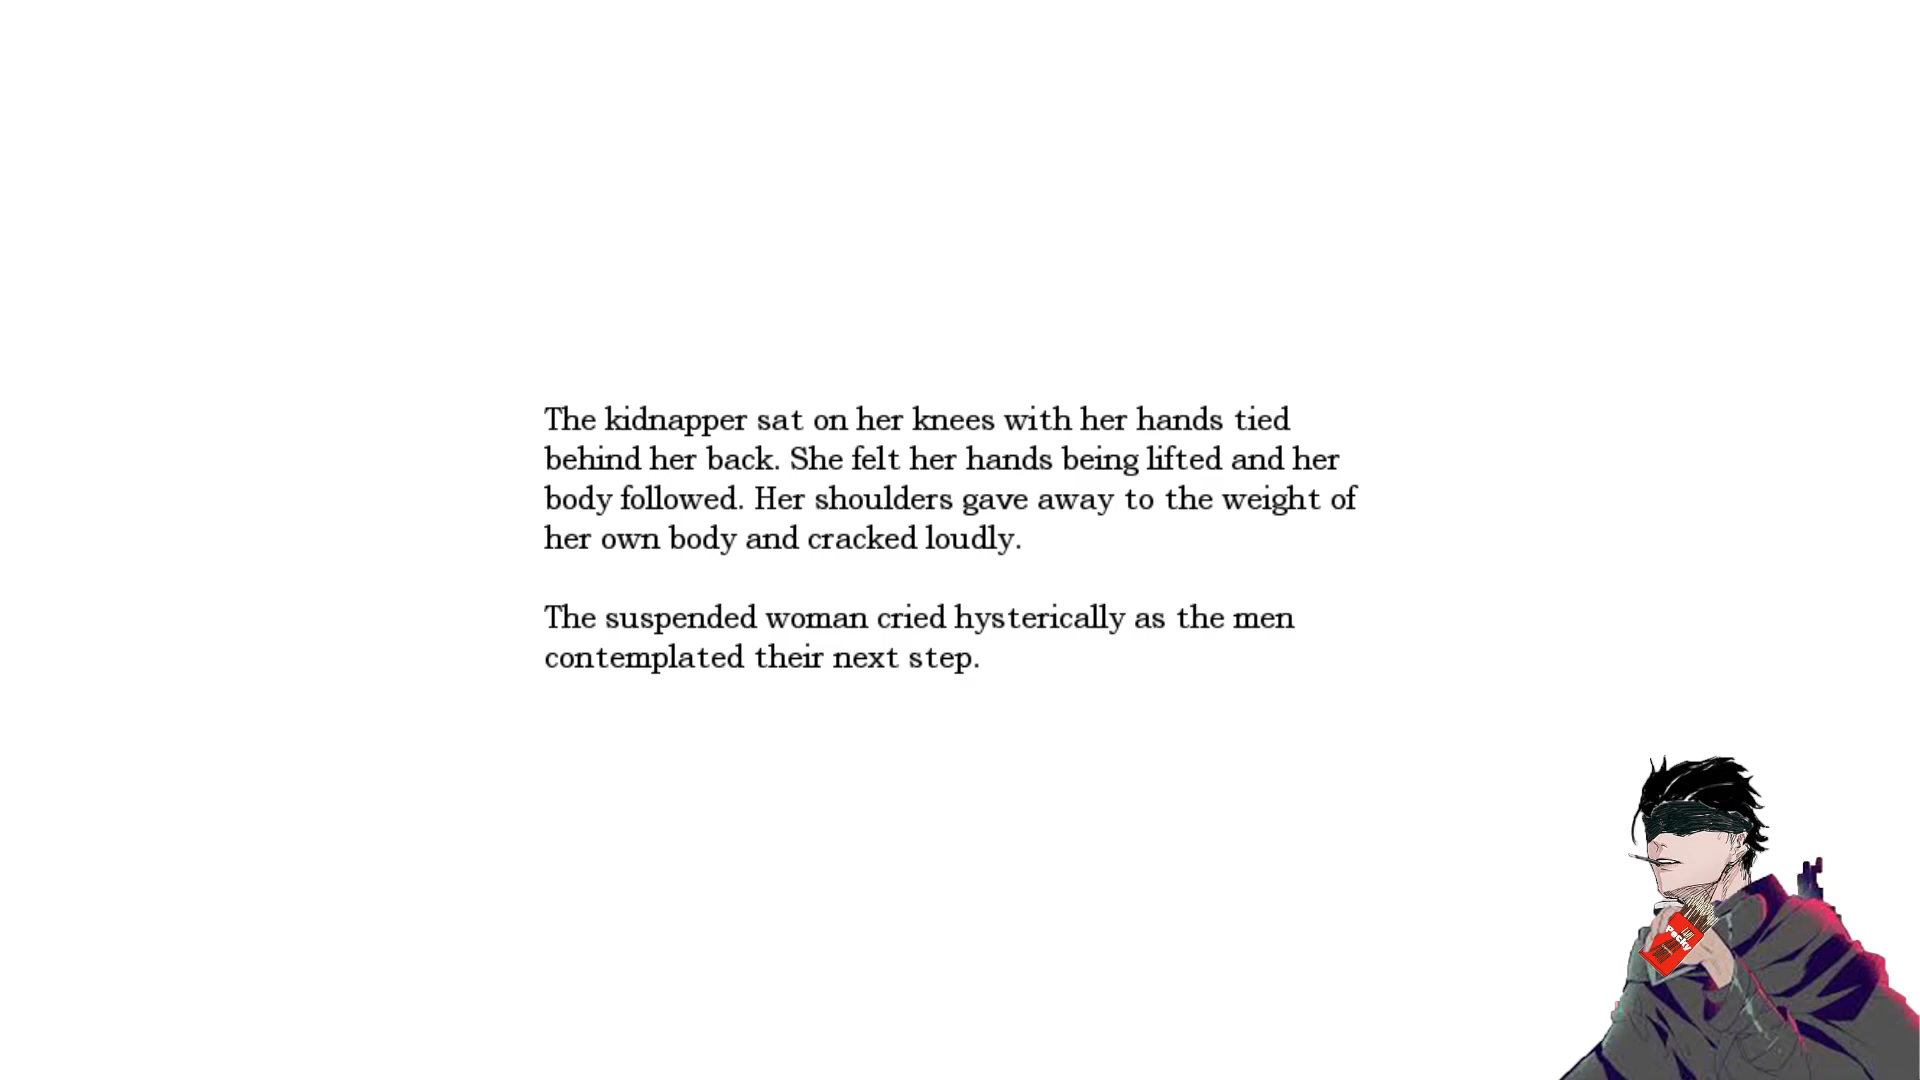 The kidnapper sat on her knees with her hands tied
behind her back. She felt her hands being lifted and her
body followed. Her shoulders gave away to the weight of
her own body and cracked loudly.
The suspended woman cried hysterically as the men
contemplated their next step.
Pocky